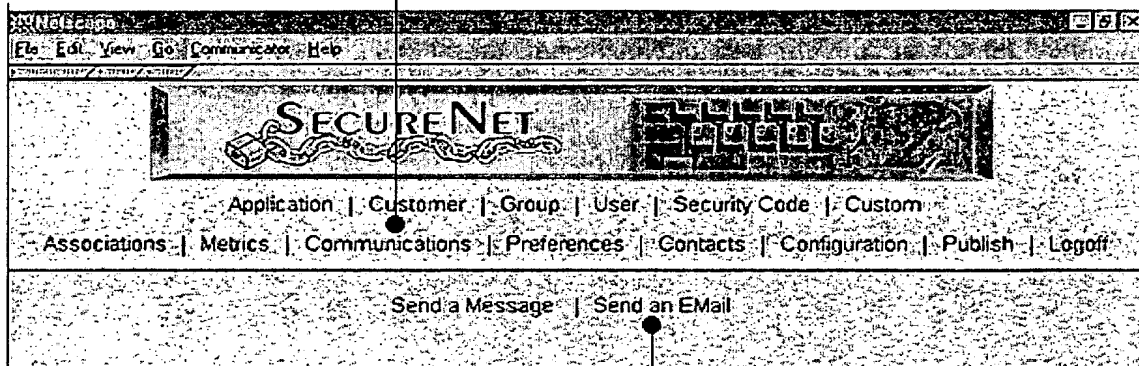 Netscape
File Edit View Go Communicator Help
SECURENET
Application | Customer | Group | User | Security Code | Custom
Associations | Metrics | Communications | Preferences | Contacts | Configuration | Publish | Logoff
Send a Message | Send an EMail